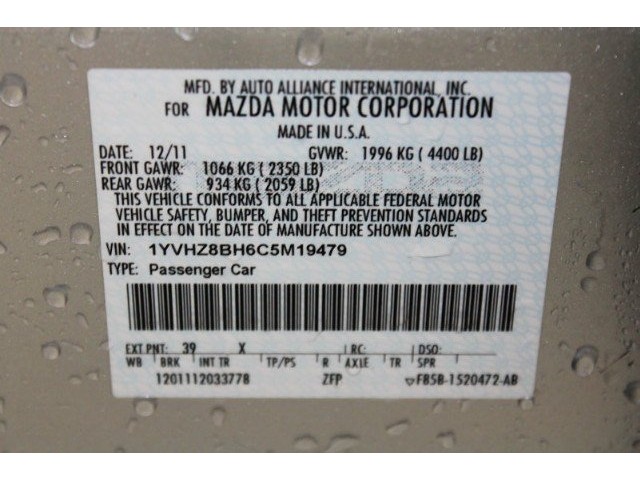 MFD. BY AUTO ALLIANCE INTERNATIONAL, INC.
FOR MAZDA MOTOR CORPORATION
MADE IN U.S.A.
DATE: 12/11 GVWR: 1996 KG ( 4400 LB)
FRONT GAWR: 1066 KG ( 2350 LB)
REAR GAWR: 934 KG ( 2059 LB)
THIS VEHICLE CONFORMS TO ALL APPLICABLE FEDERAL MOTOR
VEHICLE SAFETY, BUMPER, AND THEFT PREVENTION STANDARDS
IN EFFECT ON THE DATE OF MANUFACTURE SHOWN ABOVE.
VIN: 1YVHZ8BH6C5M19479
TYPE: Passenger Car
EXT PNT: 39 X RC: DSO:
WB BRK INT TR TP/PS R AXLE TR SPR
1201112033778 ZFP F85B-1520472-AB